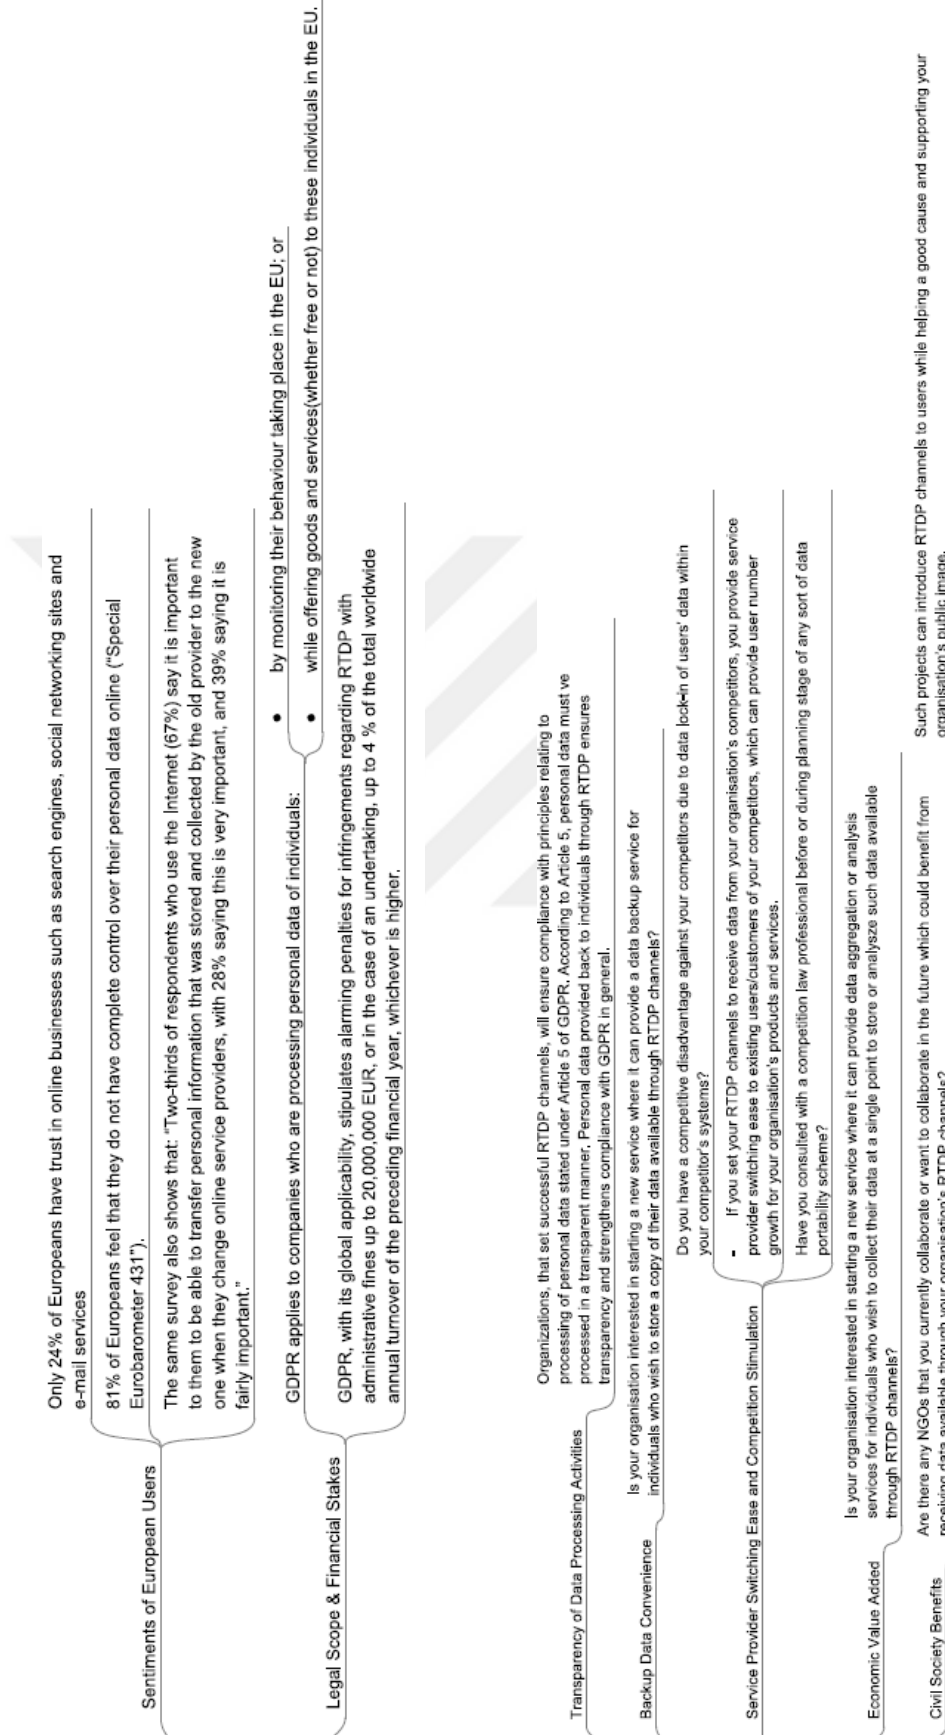 Sentiments of European Users
Only 24% of Europeans have trust in online businesses such as search engines, social networking sites and
e-mail services
81% of Europeans feel that they do not have complete control over their personal data online (“Special
Eurobarometer 431”).
The same survey also shows that: “Two-thirds of respondents who use the Internet (67%) say it is important
to them to be able to transfer personal information that was stored and collected by the old provider to the new
one when they change online service providers, with 28% saying this is very important, and 39% saying it is
fairly important.”
Legal Scope & Financial Stakes
GDPR applies to companies who are processing personal data of individuals:
• by monitoring their behaviour taking place in the EU; or
• while offering goods and services(whether free or not) to these individuals in the EU.
GDPR, with its global applicability, stipulates alarming penalties for infringements regarding RTDP with
administrative fines up to 20,000,000 EUR, or in the case of an undertaking, up to 4 % of the total worldwide
annual turnover of the preceding financial year, whichever is higher.
Transparency of Data Processing Activities
Organizations, that set successful RTDP channels, will ensure compliance with principles relating to
processing of personal data stated under Article 5 of GDPR. According to Article 5, personal data must ve
processed in a transparent manner. Personal data provided back to individuals through RTDP ensures
transparency and strengthens compliance with GDPR in general.
Backup Data Convenience
Is your organisation interested in starting a new service where it can provide a data backup service for
individuals who wish to store a copy of their data available through RTDP channels?
Service Provider Switching Ease and Competition Stimulation
Do you have a competitive disadvantage against your competitors due to data lock-in of users' data within
your competitor's systems?
- If you set your RTDP channels to receive data from your organisation's competitors, you provide service
provider switching ease to existing users/customers of your competitors, which can provide user number
growth for your organisation's products and services.
Have you consulted with a competition law professional before or during planning stage of any sort of data
portability scheme?
Economic Value Added
Is your organisation interested in starting a new service where it can provide data aggregation or analysis
services for individuals who wish to collect their data at a single point to store or analysze such data available
through RTDP channels?
Civil Society Benefits
Are there any NGOs that you currently collaborate or want to collaborate in the future which could benefit from
receiving data available through your organisation's RTDP channels?
Such projects can introduce RTDP channels to users while helping a good cause and supporting your
organisation's public image.